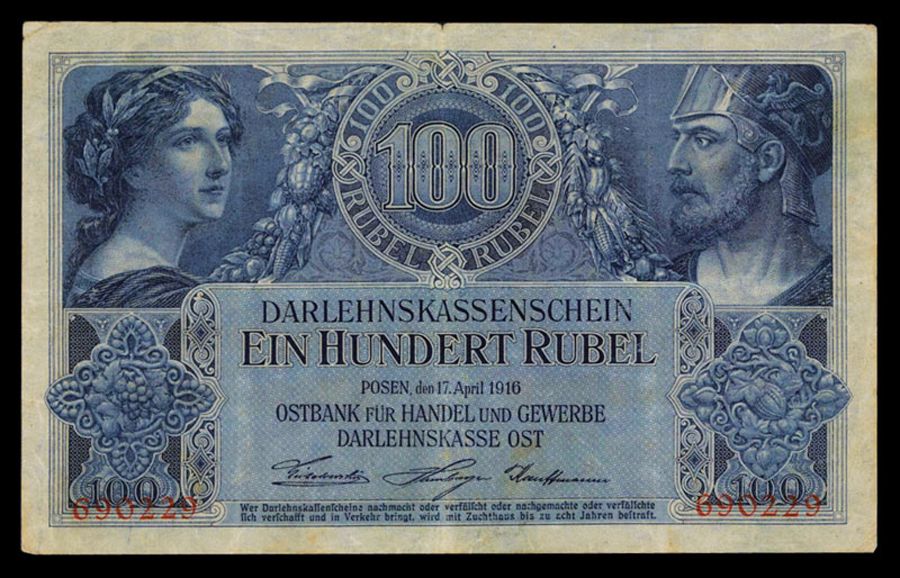 100 100
100
RUBEL RUBEL
DARLEHNSKASSENSCHEIN
EIN HUNDERT RUBEL
POSEN, den 17. April 1916
OSTBANK FÜR HANDEL UND GEWERBE
DARLEHNSKASSE OST
Hamburger Kauffmann
100 100
690229 690229
Wer Darlehnskassenscheine nachmacht oder verfälscht oder nachgemachte oder verfälschte
sich verschafft und in Verkehr bringt, wird mit Zuchthaus bis zu acht Jahren bestraft.